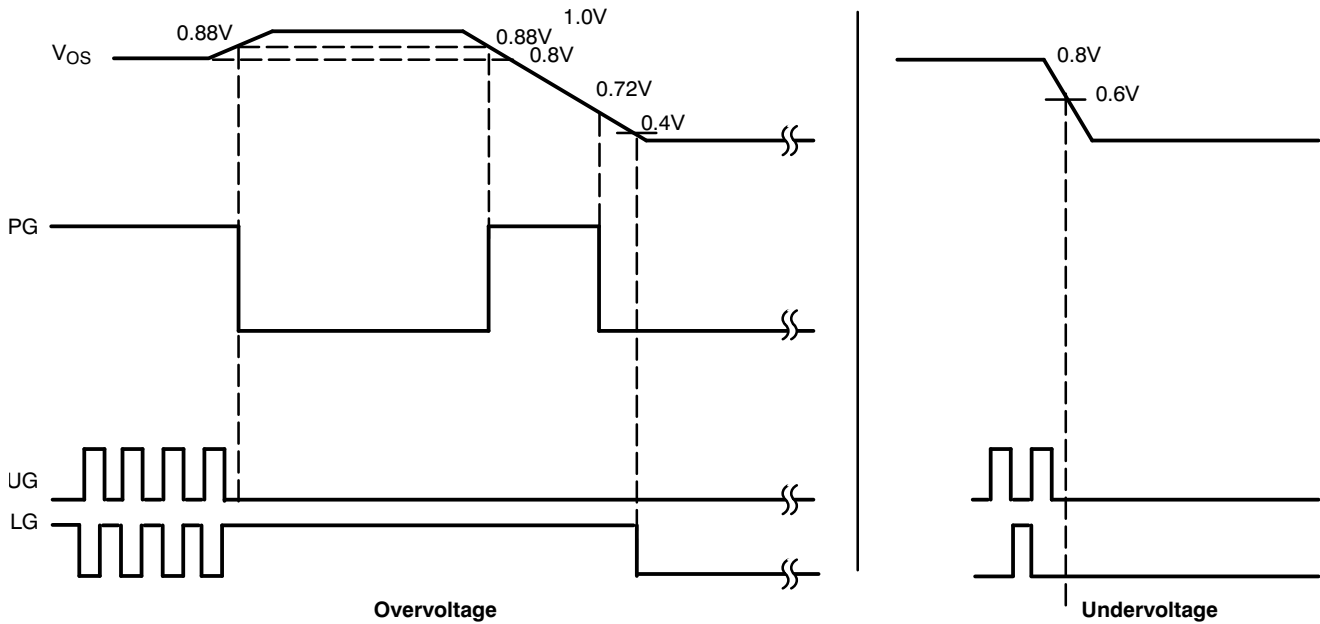 1.0V
0.88V
0.88V
VOS
0.8V
0.72V
0.4V
0.8V
0.6V
PG
UG
LG
Overvoltage
Undervoltage